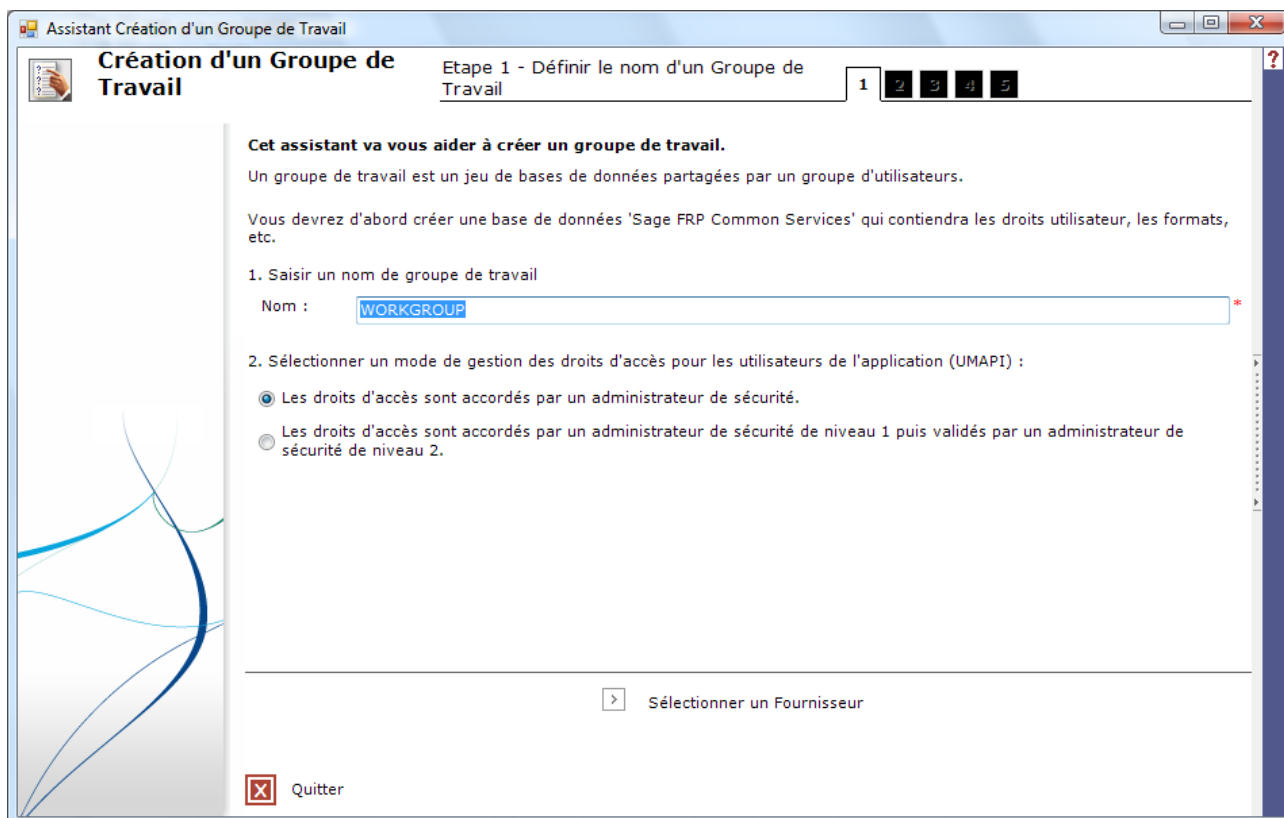 Assistant Création d'un Groupe de Travail
?
Création d'un Groupe de
Travail
Etape 1 - Définir le nom d'un Groupe de
Travail
1 2 3 4 5
Cet assistant va vous aider à créer un groupe de travail.
Un groupe de travail est un jeu de bases de données partagées par un groupe d'utilisateurs.
Vous devrez d'abord créer une base de données 'Sage FRP Common Services' qui contiendra les droits utilisateur, les formats,
etc.
1. Saisir un nom de groupe de travail
Nom : WORKGROUP *
2. Sélectionner un mode de gestion des droits d'accès pour les utilisateurs de l'application (UMAPI) :
Les droits d'accès sont accordés par un administrateur de sécurité.
Les droits d'accès sont accordés par un administrateur de sécurité de niveau 1 puis validés par un administrateur de
sécurité de niveau 2.
> Sélectionner un Fournisseur
X Quitter